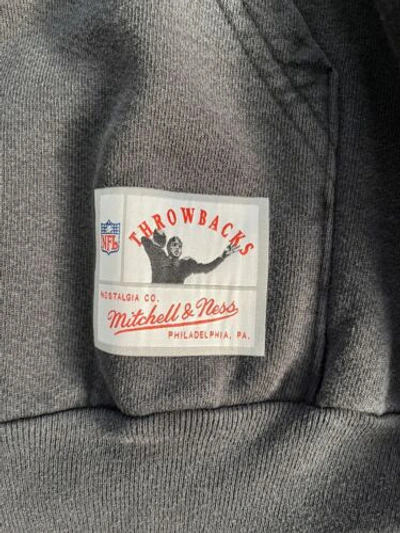 THROWBACKS
NFL
NOSTALGIA CO.
Mitchell & Ness
PHILADELPHIA, PA.